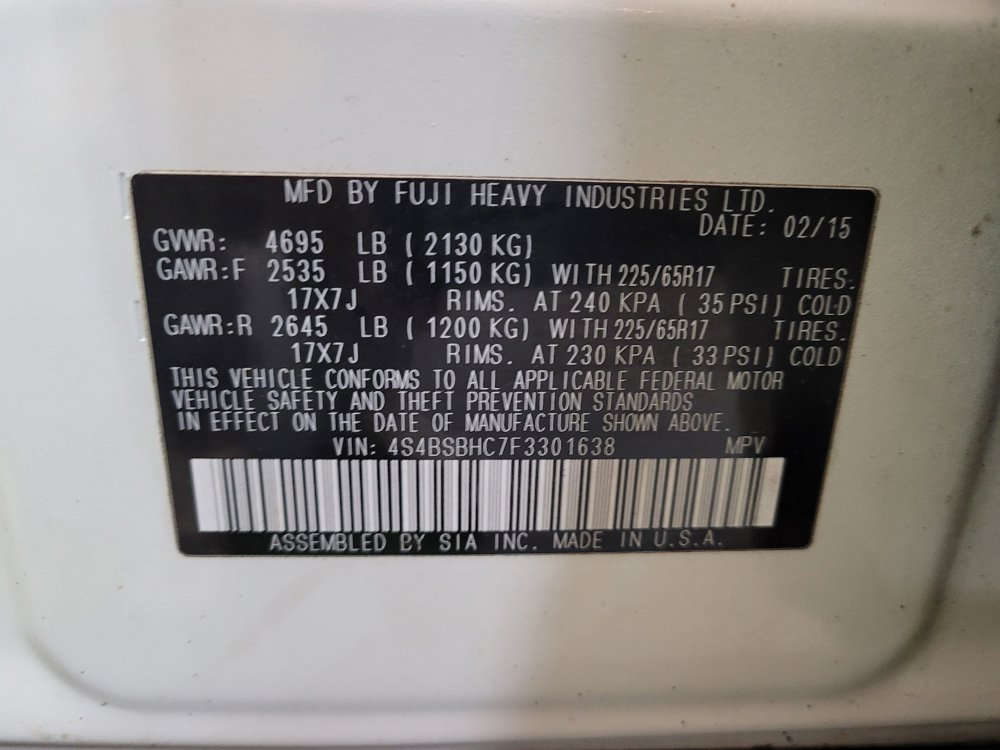 MFD BY FUJI HEAVY INDUSTRIES LTD.
DATE: 02/15
GVWR: 4695 LB ( 2130 KG)
GAWR:F 2535 LB ( 1150 KG) WITH 225/65R17 TIRES.
17X7J RIMS. AT 240 KPA ( 35 PSI) COLD
GAWR:R 2645 LB ( 1200 KG) WITH 225/65R17 TIRES.
17X7J RIMS. AT 230 KPA ( 33 PSI) COLD
THIS VEHICLE CONFORMS TO ALL APPLICABLE FEDERAL MOTOR
VEHICLE SAFETY AND THEFT PREVENTION STANDARDS
IN EFFECT ON THE DATE OF MANUFACTURE SHOWN ABOVE.
VIN: 4S4BSBHC7F3301638 MPV
ASSEMBLED BY SIA INC. MADE IN U.S.A.